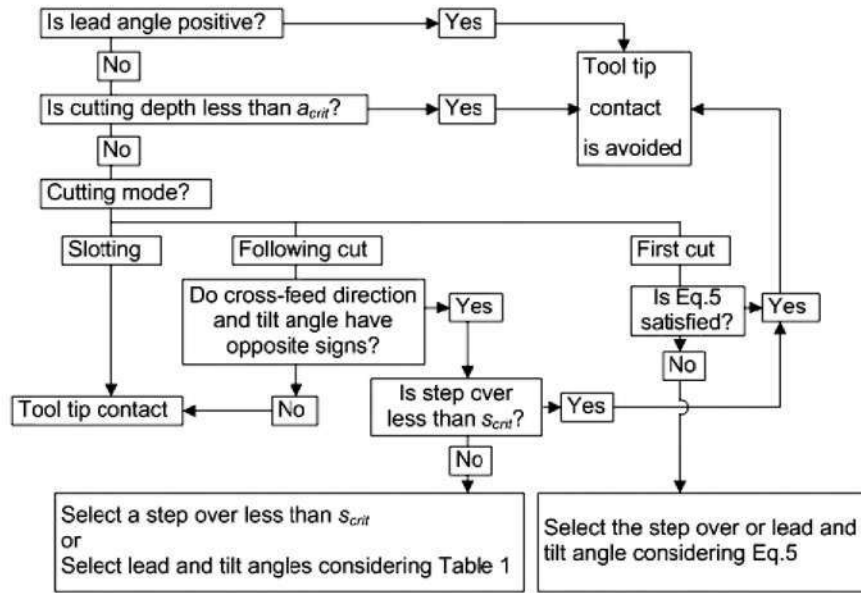 Is lead angle positive?
Yes
No
Tool tip
contact
is avoided
Is cutting depth less than acrit?
Yes
No
Cutting mode?
Slotting
Following cut
First cut
Do cross-feed direction
and tilt angle have
opposite signs?
Yes
Is Eq.5
satisfied?
Yes
No
Tool tip contact
No
Is step over
less than scrit?
Yes
No
Select a step over less than scrit
or
Select lead and tilt angles considering Table 1
Select the step over or lead and
tilt angle considering Eq.5